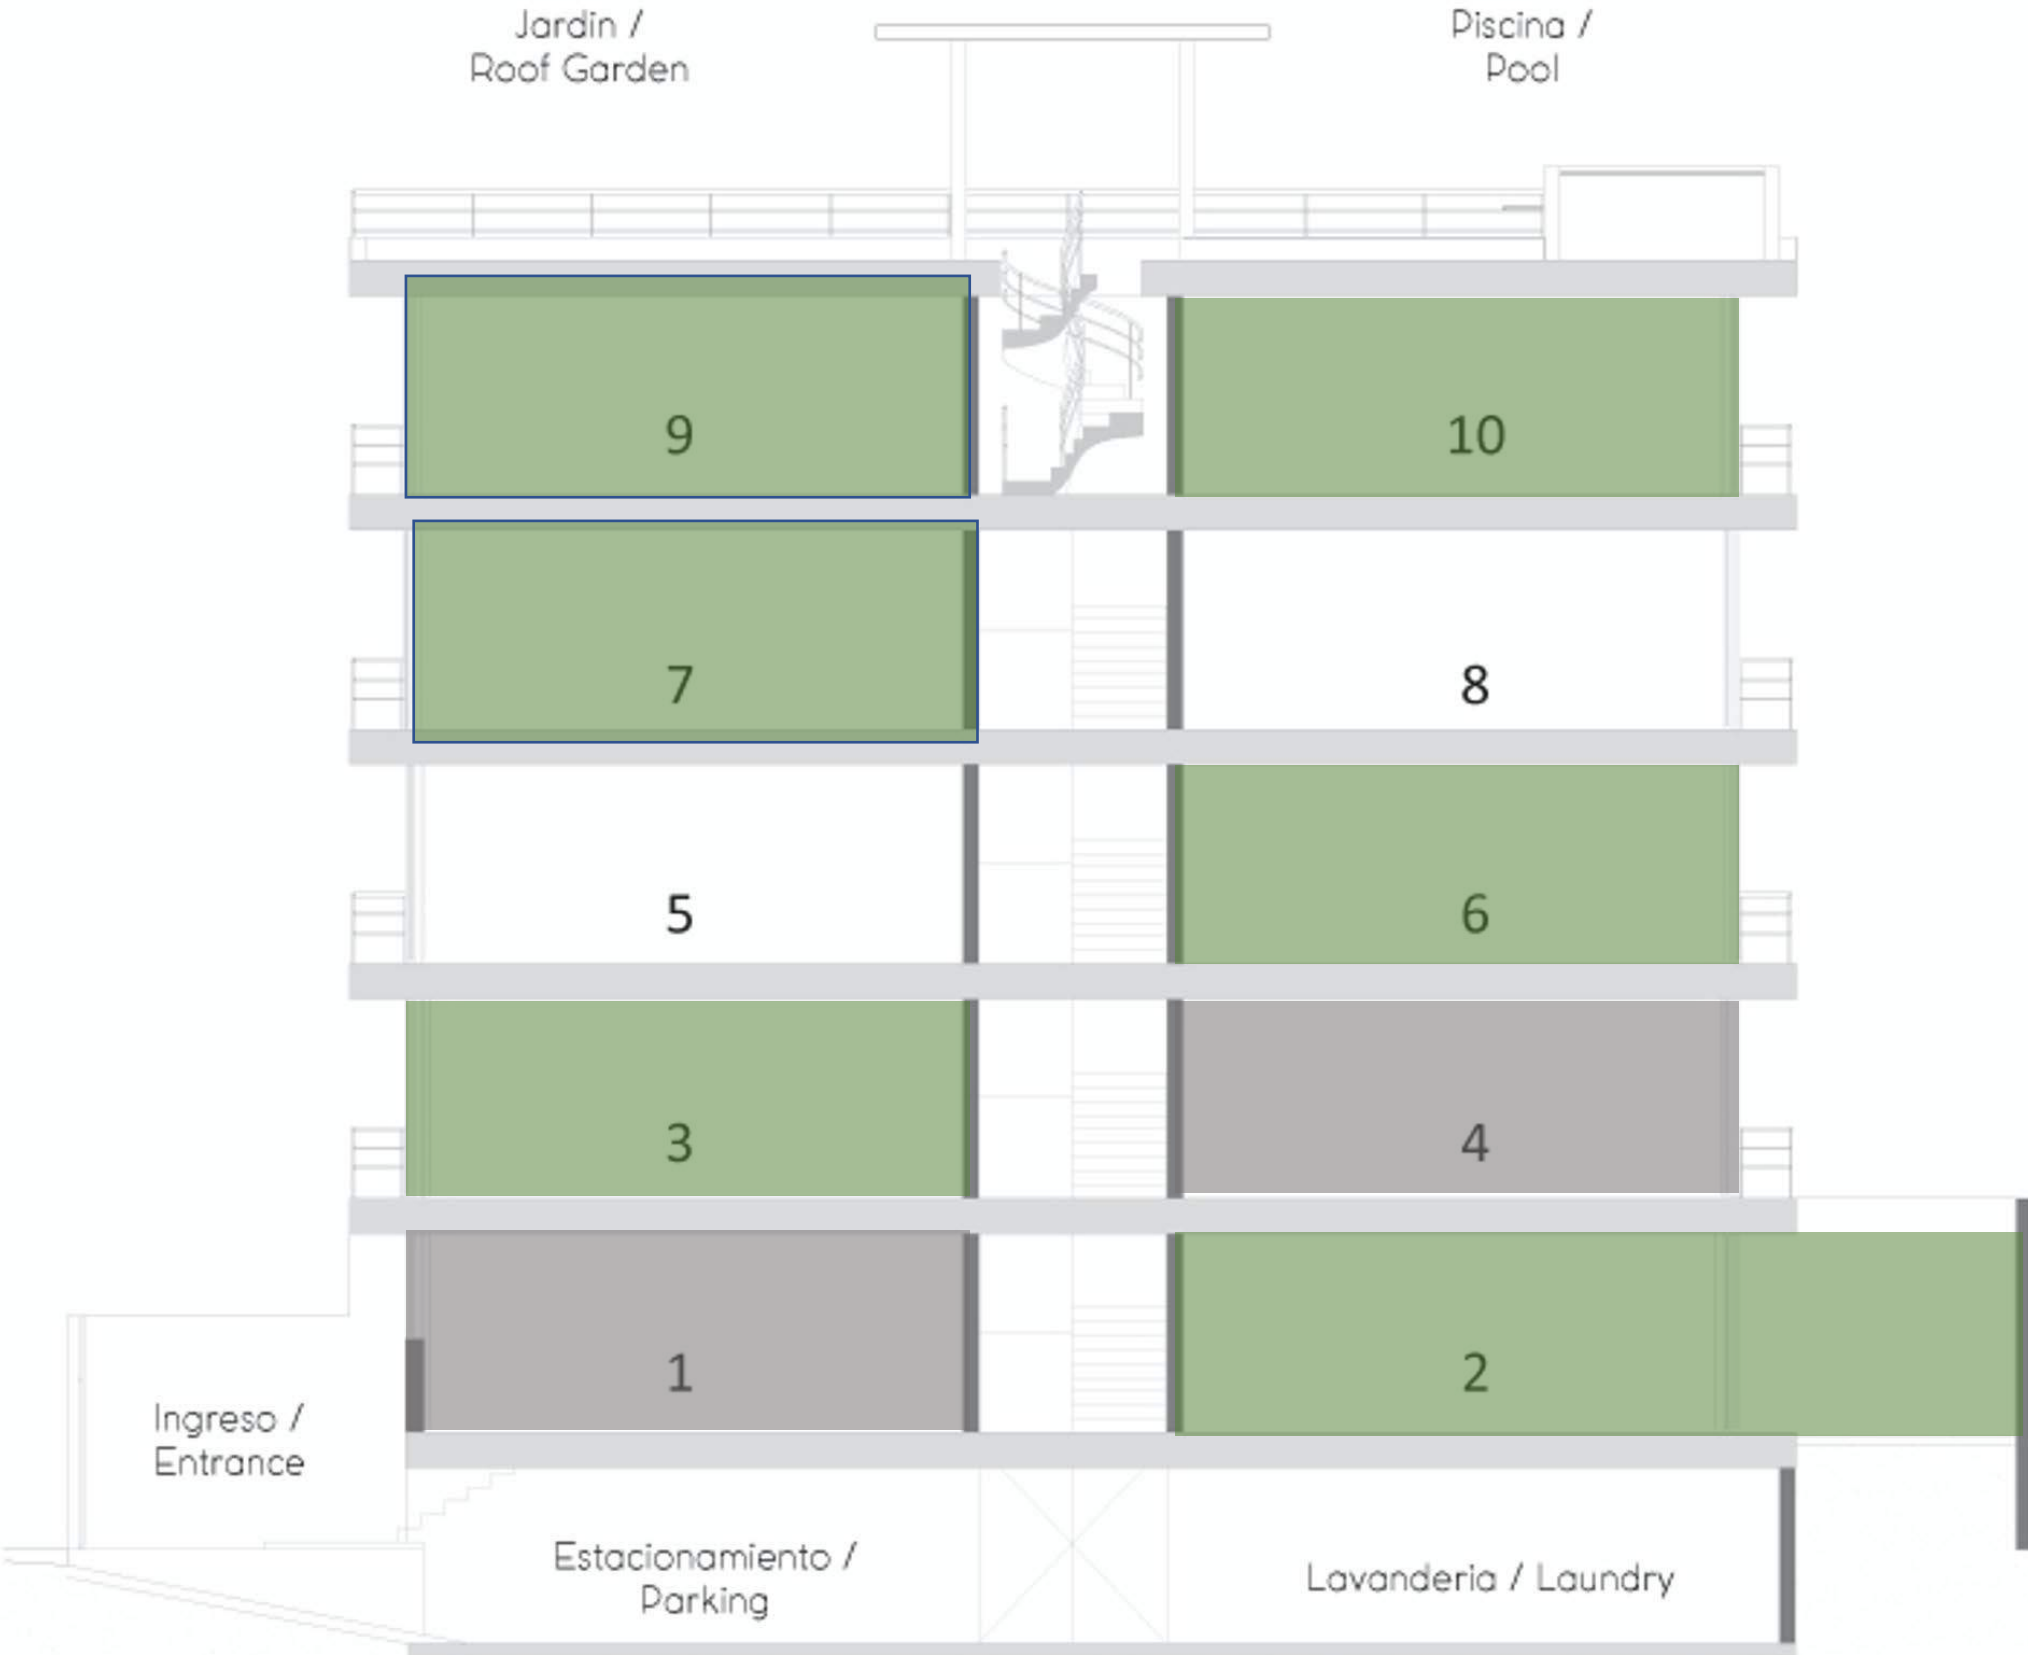 Jardin /
Roof Garden
Piscina /
Pool
9
10
7
8
5
6
3
4
1
2
Ingreso /
Entrance
Estacionamiento /
Parking
Lavanderia / Laundry